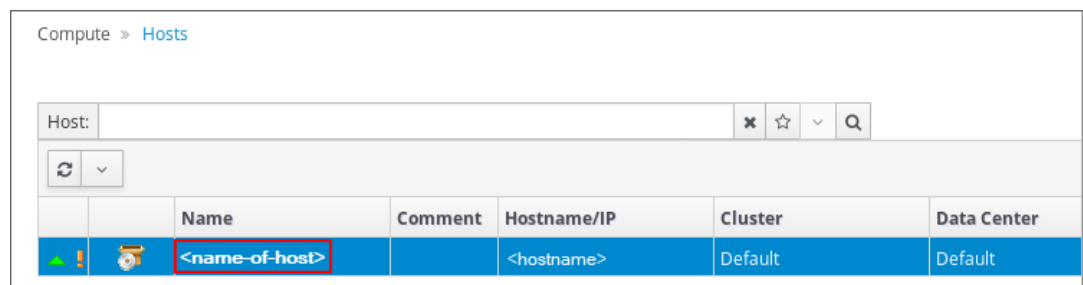 Compute » Hosts
Host:
Name Comment Hostname/IP Cluster Data Center
<name-of-host> <hostname> Default Default